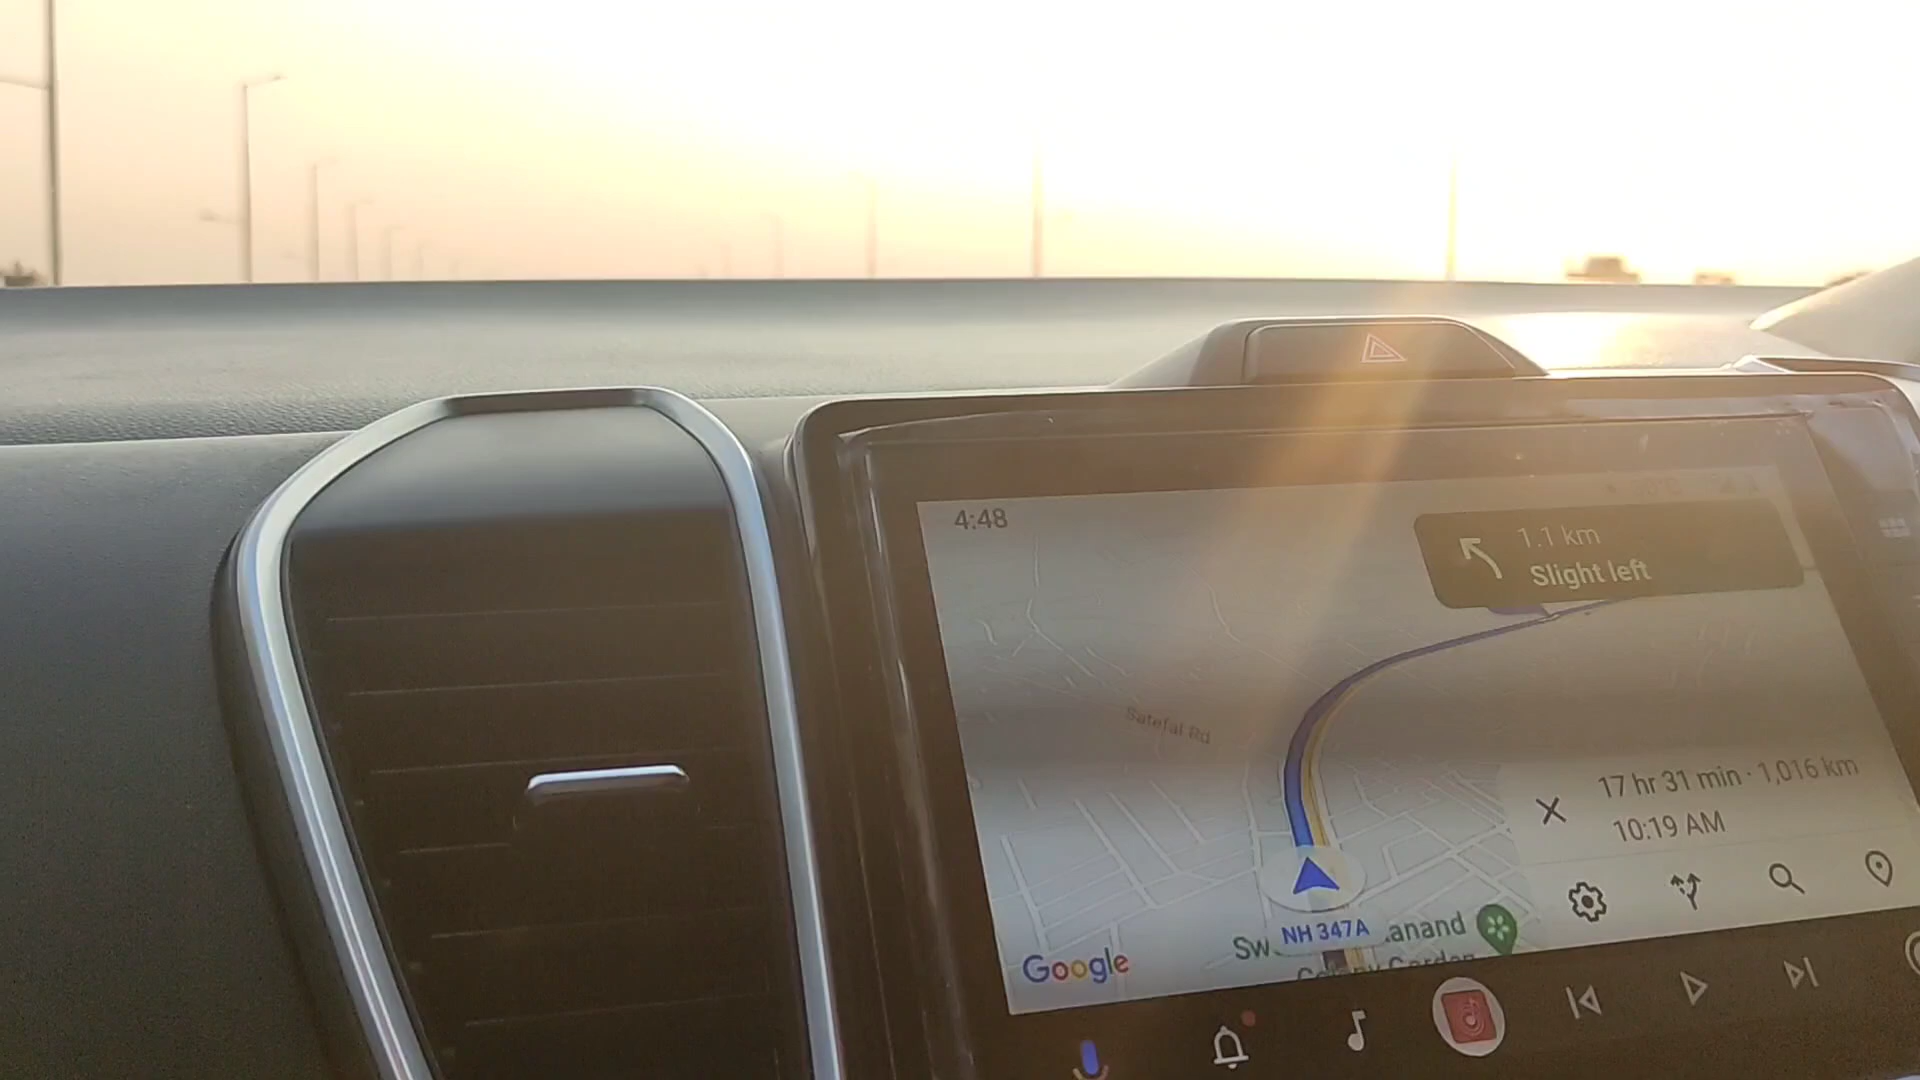 4:48
1.1 km
Slight left
Satefal Rd
17 hr 31 min · 1,016 km
10:19 AM
NH 347A
Google